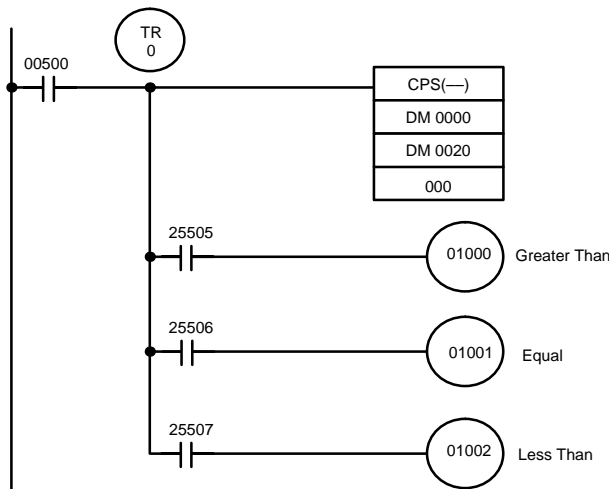 TR
0
00500
CPS(––)
DM 0000
DM 0020
000
25505
01000
Greater Than
25506
01001
Equal
25507
01002
Less Than